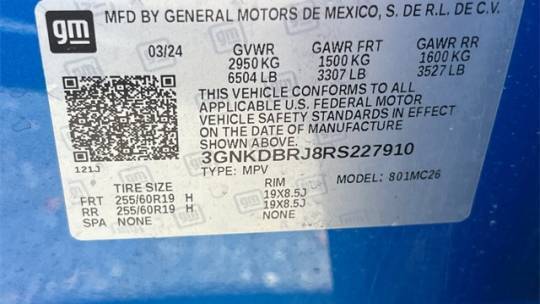 MFD BY GENERAL MOTORS DE MEXICO, S. DE R.L. DE C.V.
gm
03/24 GVWR GAWR FRT GAWR RR
2950 KG 1500 KG 1600 KG
6504 LB 3307 LB 3527 LB
THIS VEHICLE CONFORMS TO ALL
APPLICABLE U.S. FEDERAL MOTOR
VEHICLE SAFETY STANDARDS IN EFFECT
ON THE DATE OF MANUFACTURE
SHOWN ABOVE.
3GNKDBRJ8RS227910
121J TYPE: MPV MODEL: 801MC26
TIRE SIZE RIM
FRT 255/60R19 H 19X8.5J
RR 255/60R19 H 19X8.5J
SPA NONE NONE